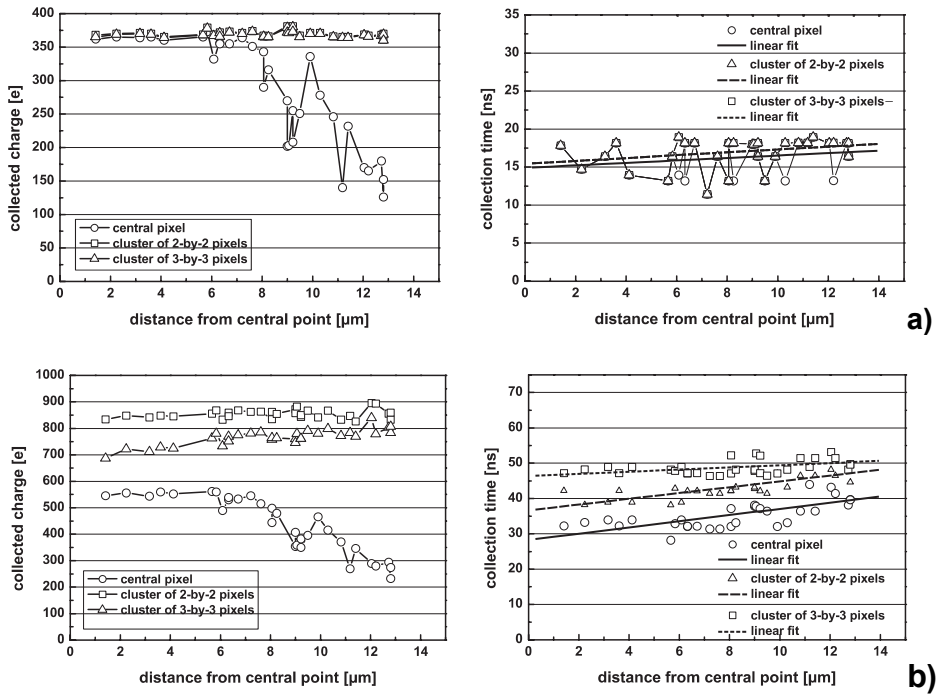 400
350
300
250
200
150
100
50
0
collected charge [e]
central pixel
cluster of 2-by-2 pixels
cluster of 3-by-3 pixels
0 2 4 6 8 10 12 14
distance from central point [µm]
35
30
25
20
15
10
5
0
collection time [ns]
central pixel
linear fit
cluster of 2-by-2 pixels
linear fit
cluster of 3-by-3 pixels
linear fit
0 2 4 6 8 10 12 14
distance from central point [µm]
a)
1000
900
800
700
600
500
400
300
200
100
0
collected charge [e]
central pixel
cluster of 2-by-2 pixels
cluster of 3-by-3 pixels
0 2 4 6 8 10 12 14
distance from central point [µm]
70
60
50
40
30
20
10
0
collection time [ns]
central pixel
linear fit
cluster of 2-by-2 pixels
linear fit
cluster of 3-by-3 pixels
linear fit
0 2 4 6 8 10 12 14
distance from central point [µm]
b)